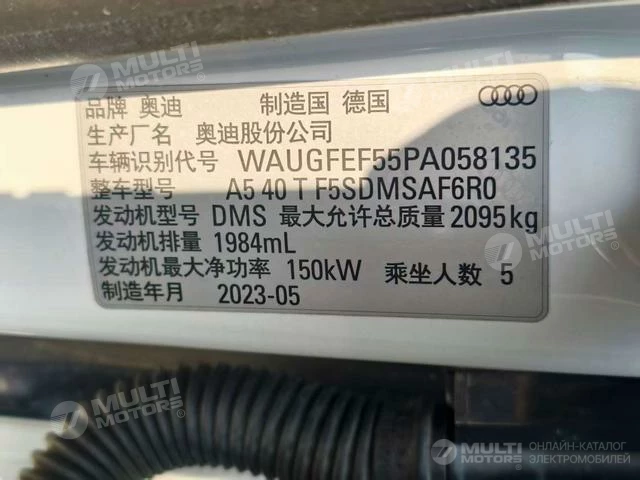 品牌 奥迪 制造国 德国
生产厂名 奥迪股份公司
车辆识别代号 WAUGFEF55PA058135
整车型号 A5 40 T F5SDMSAF6R0
发动机型号 DMS 最大允许总质量 2095kg
发动机排量 1984mL
发动机最大净功率 150kW 乘坐人数 5
制造年月 2023-05
MULTI MOTORS
MULTI MOTORS
MULTI MOTORS
MULTI MOTORS
MULTI MOTORS
ОНЛАЙН-КАТАЛОГ
ЭЛЕКТРОМОБИЛЕЙ